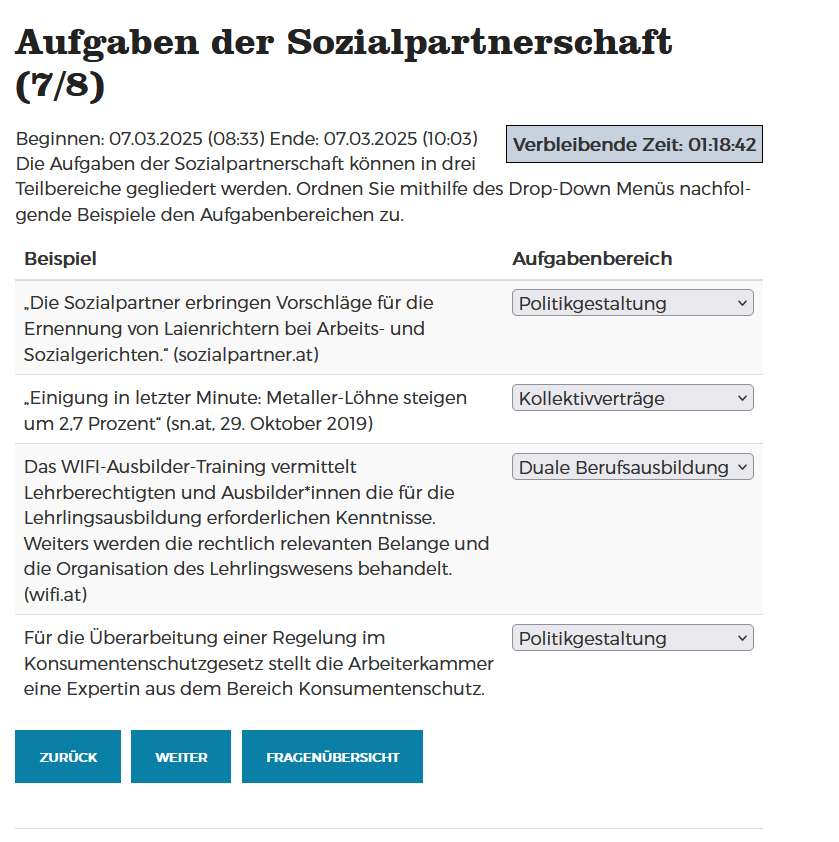 Aufgaben der Sozialpartnerschaft
(7/8)
Beginnen: 07.03.2025 (08:33) Ende: 07.03.2025 (10:03)
Verbleibende Zeit: 01:18:42
Die Aufgaben der Sozialpartnerschaft können in drei
Teilbereiche gegliedert werden. Ordnen Sie mithilfe des Drop-Down Menüs nachfol-
gende Beispiele den Aufgabenbereichen zu.
Beispiel Aufgabenbereich
„Die Sozialpartner erbringen Vorschläge für die
Ernennung von Laienrichtern bei Arbeits- und
Sozialgerichten.“ (sozialpartner.at)
Politikgestaltung
„Einigung in letzter Minute: Metaller-Löhne steigen
um 2,7 Prozent“ (sn.at, 29. Oktober 2019)
Kollektivverträge
Das WIFI-Ausbilder-Training vermittelt
Lehrberechtigten und Ausbilder*innen die für die
Lehrlingsausbildung erforderlichen Kenntnisse.
Weiters werden die rechtlich relevanten Belange und
die Organisation des Lehrlingswesens behandelt.
(wifi.at)
Duale Berufsausbildung
Für die Überarbeitung einer Regelung im
Konsumentenschutzgesetz stellt die Arbeiterkammer
eine Expertin aus dem Bereich Konsumentenschutz.
Politikgestaltung
ZURÜCK WEITER FRAGENÜBERSICHT